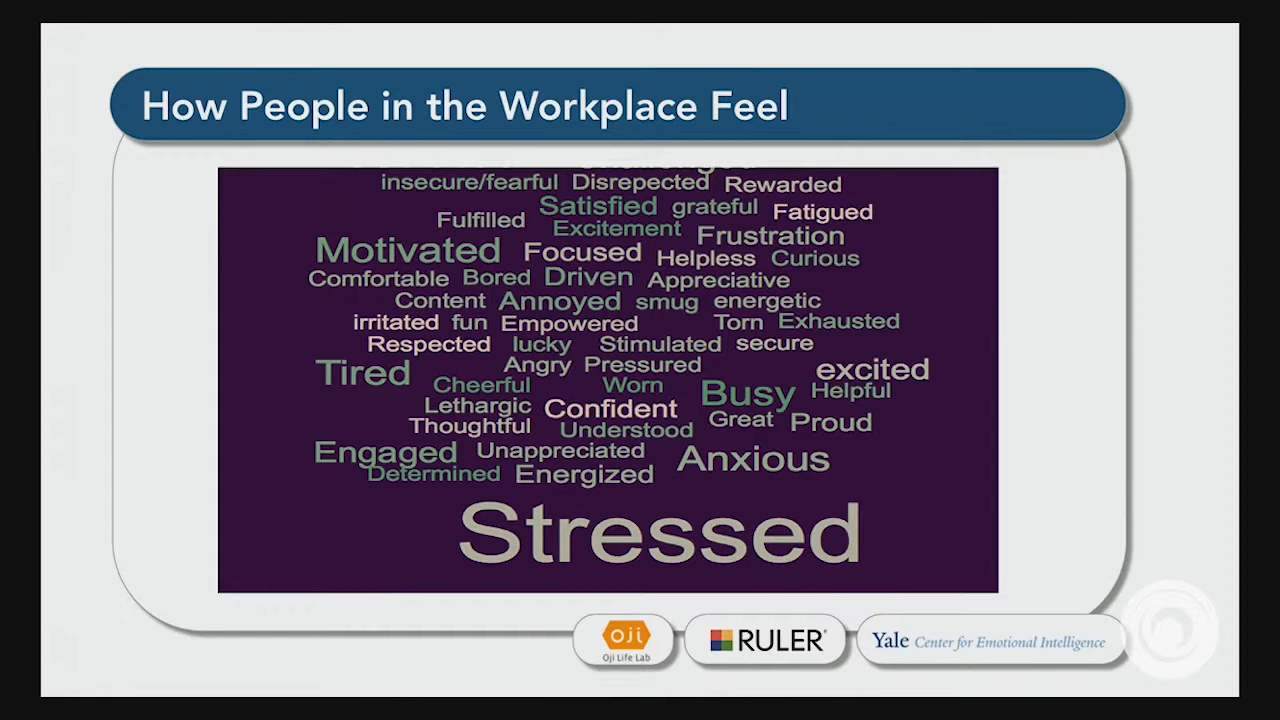 How People in the Workplace Feel
insecure/fearful Disrepected Rewarded
Satisfied grateful Fatigued
Fulfilled Excitement Frustration
Motivated Focused Helpless Curious
Comfortable Bored Driven Appreciative
Content Annoyed smug energetic
irritated fun Empowered Torn Exhausted
Respected lucky Stimulated secure
Tired Angry Pressured excited
Cheerful Worn Busy Helpful
Lethargic Confident Great Proud
Thoughtful Understood
Engaged Unappreciated Anxious
Determined Energized
Stressed
oji
Oji Life Lab
RULER®
Yale Center for Emotional Intelligence